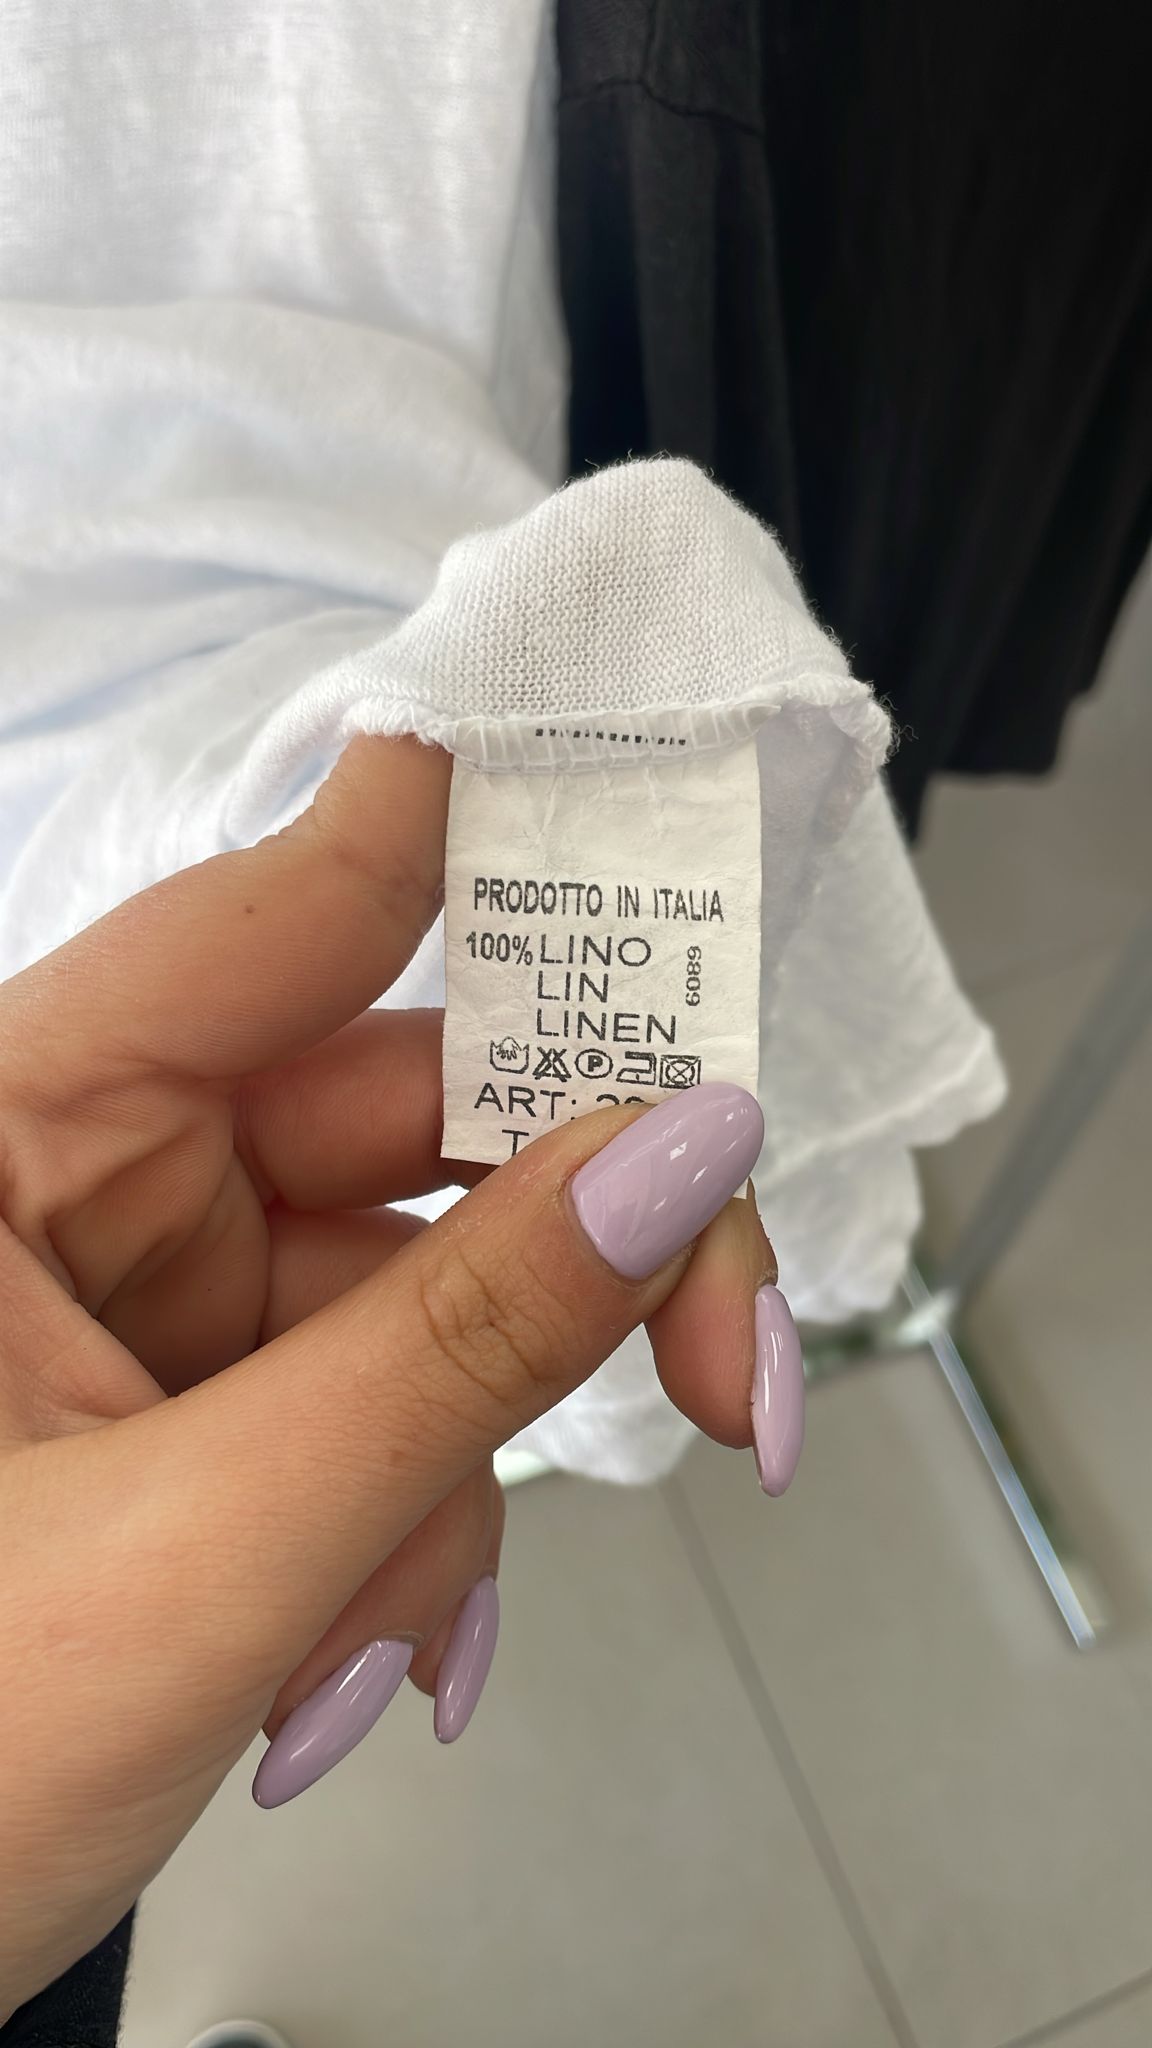 PRODOTTO IN ITALIA
100% LINO
LIN
LINEN
6089
P
ART:
T